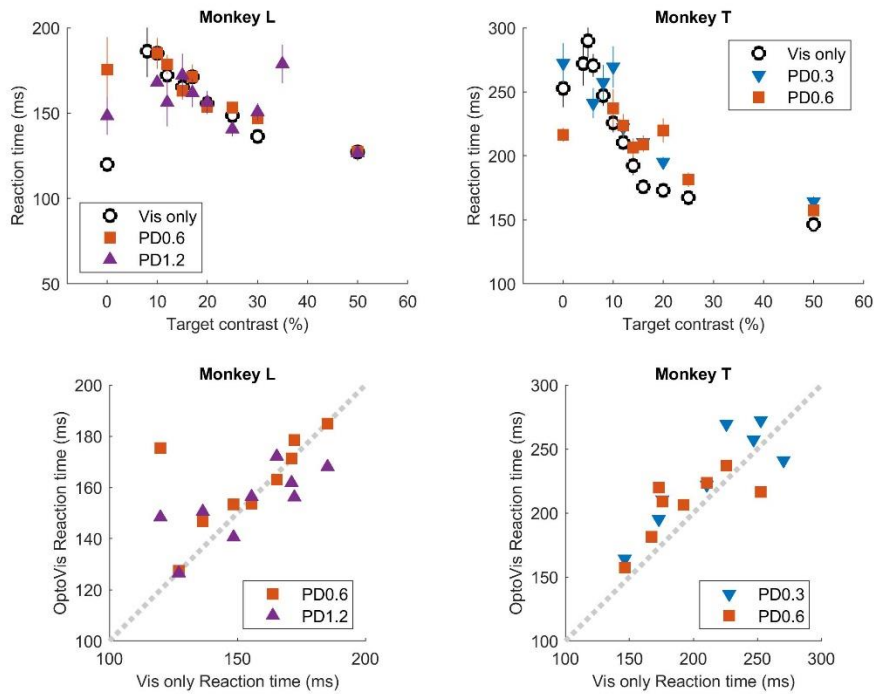 Monkey L
200
150
100
50
Reaction time (ms)
Vis only
PD0.6
PD1.2
0 10 20 30 40 50 60
Target contrast (%)
Monkey T
300
250
200
150
100
Reaction time (ms)
Vis only
PD0.3
PD0.6
0 10 20 30 40 50 60
Target contrast (%)
Monkey L
200
180
160
140
120
100
OptoVis Reaction time (ms)
PD0.6
PD1.2
100 150 200
Vis only Reaction time (ms)
Monkey T
300
250
200
150
100
OptoVis Reaction time (ms)
PD0.3
PD0.6
100 150 200 250 300
Vis only Reaction time (ms)